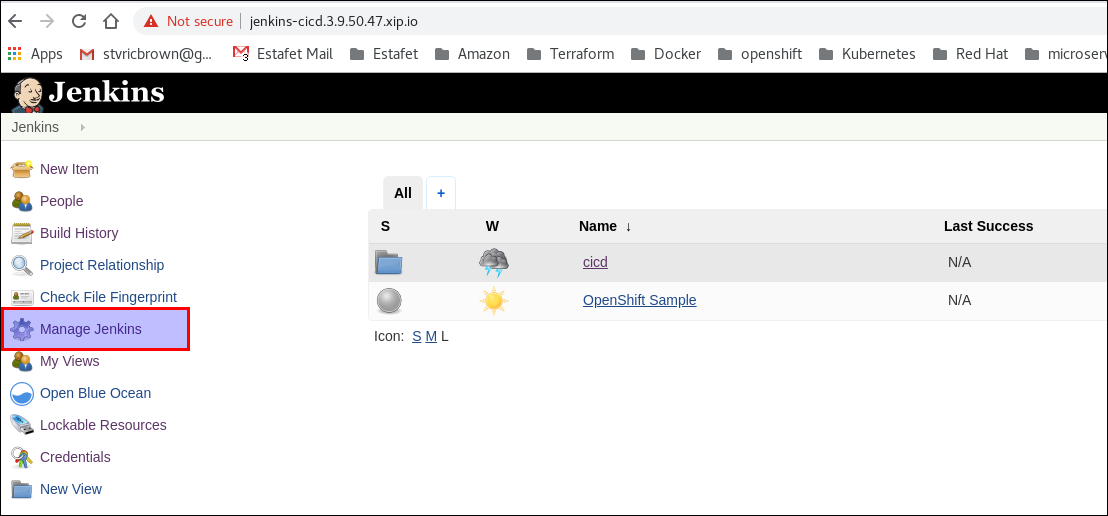 Not secure jenkins-cicd.3.9.50.47.xip.io
Apps stvricbrown@g... 3 Estafet Mail Estafet Amazon Terraform Docker openshift Kubernetes Red Hat microserv
Jenkins
Jenkins
New Item
People
Build History
Project Relationship
Check File Fingerprint
Manage Jenkins
My Views
Open Blue Ocean
Lockable Resources
Credentials
New View
All +
S W Name ↓ Last Success
cicd N/A
OpenShift Sample N/A
Icon: S M L